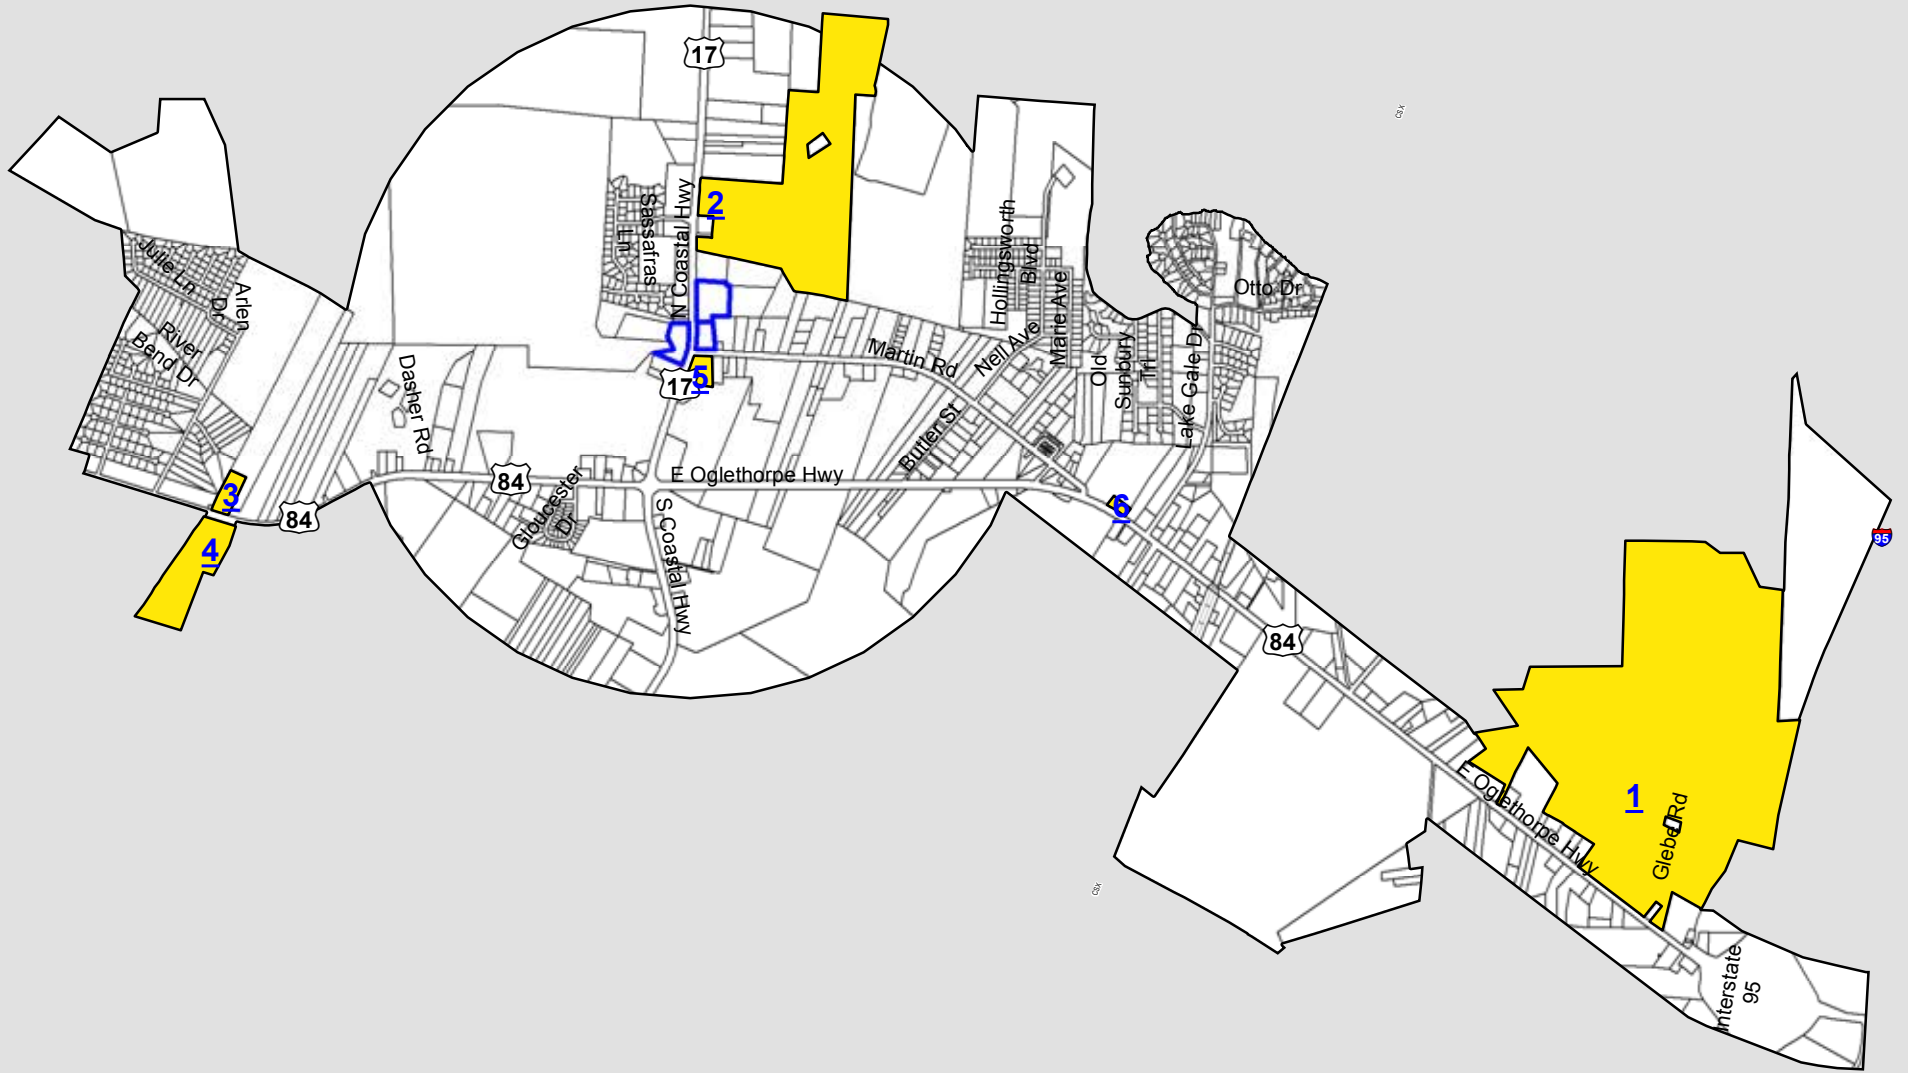 17
csx
2
N Coastal Hwy
Sassafras
Ln
Hollingsworth
Blvd
Julie Ln
Arlen
Dr
Otto Dr
River
Bend Dr
Marie Ave
Nell Ave
Martin Rd
Old
Sunbury
Trl
Lake Gale Dr
Dasher Rd
17
5
Butler St
E Oglethorpe Hwy
84
3
84
Gloucester
Dr
S Coastal Hwy
6
4
95
84
1
E Oglethorpe Hwy
Glebe Rd
csx
Interstate
95